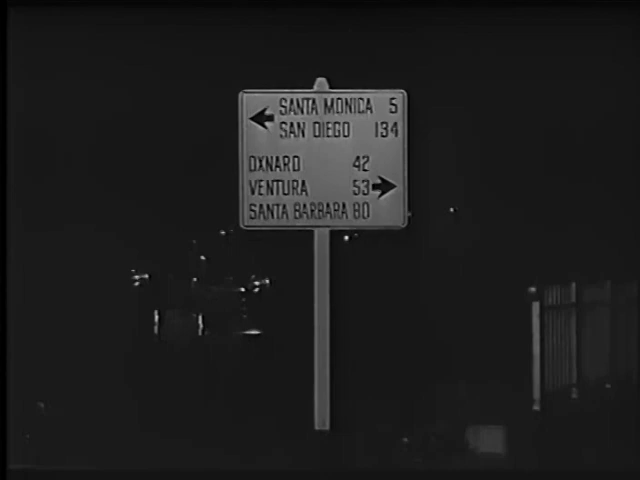 SANTA MONICA 5
SAN DIEGO 134
OXNARD 42
VENTURA 53
SANTA BARBARA 80